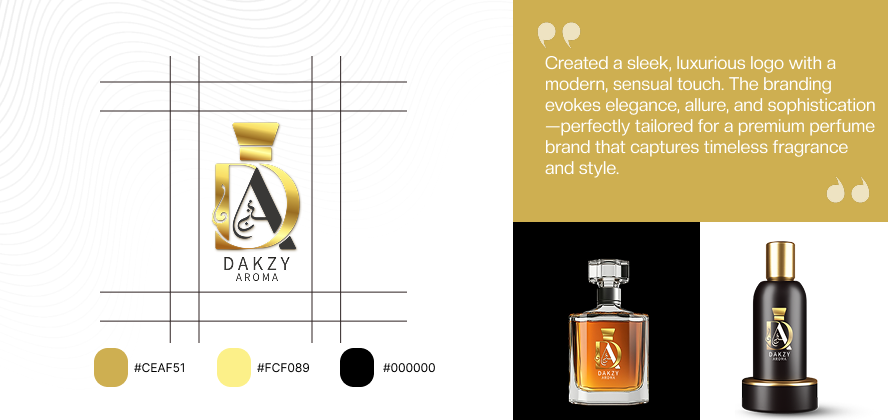 DAKZY
AROMA
#CEAF51
#FCF089
#000000
Created a sleek, luxurious logo with a
modern, sensual touch. The branding
evokes elegance, allure, and sophistication
—perfectly tailored for a premium perfume
brand that captures timeless fragrance
and style.
DAKZY
AROMA
DAKZY
AROMA